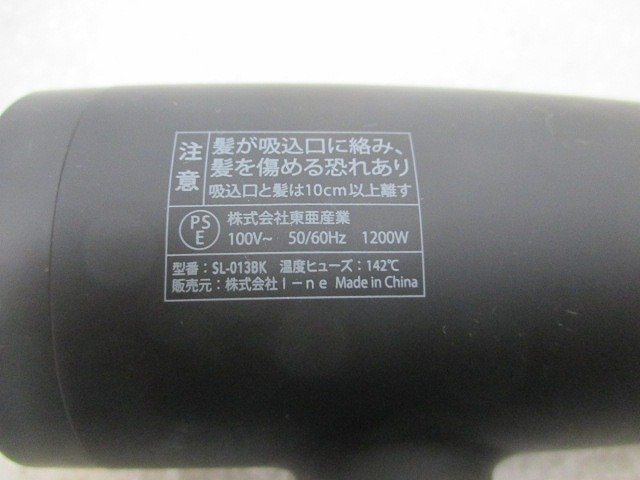 注意
髪が吸込口に絡み、
髪を傷める恐れあり
吸込口と髪は10cm以上離す
PS
E
株式会社東亜産業
100V~ 50/60Hz 1200W
型番：SL-013BK 温度ヒューズ：142℃
販売元：株式会社I-ne Made in China